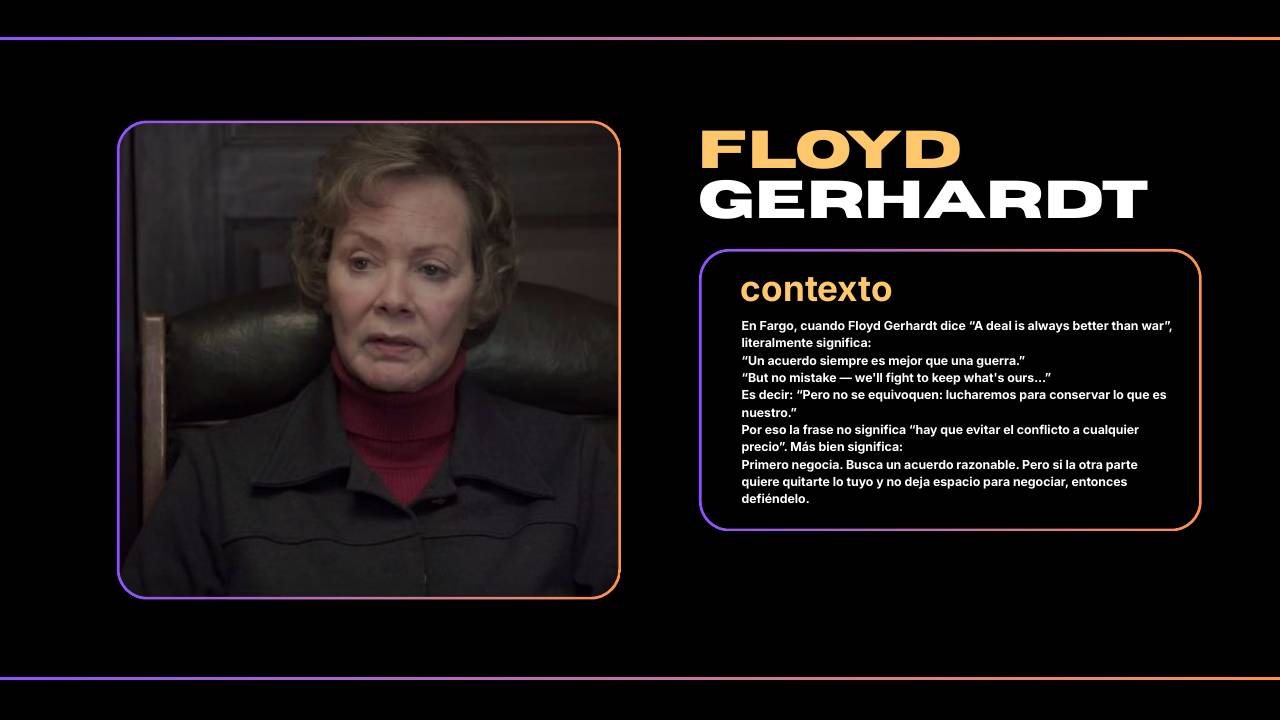 FLOYD
GERHARDT
contexto
En Fargo, cuando Floyd Gerhardt dice “A deal is always better than war”,
literalmente significa:
“Un acuerdo siempre es mejor que una guerra.”
“But no mistake — we'll fight to keep what's ours...”
Es decir: “Pero no se equivoquen: lucharemos para conservar lo que es
nuestro.”
Por eso la frase no significa “hay que evitar el conflicto a cualquier
precio”. Más bien significa:
Primero negocia. Busca un acuerdo razonable. Pero si la otra parte
quiere quitarte lo tuyo y no deja espacio para negociar, entonces
defiéndelo.